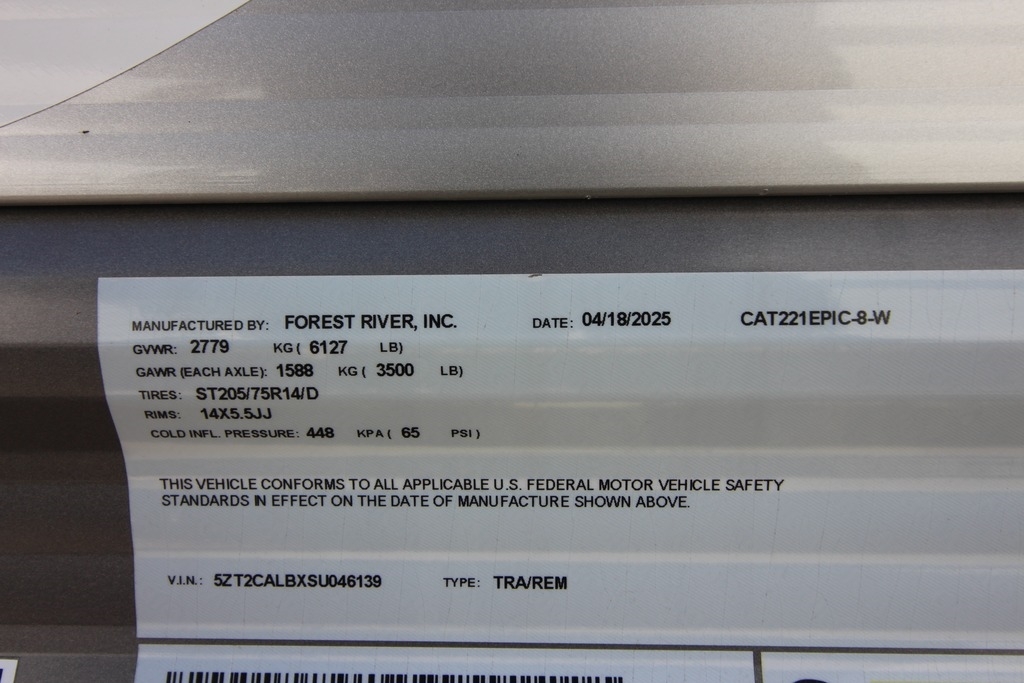 MANUFACTURED BY: FOREST RIVER, INC. DATE: 04/18/2025 CAT221EPIC-8-W
GVWR: 2779 KG ( 6127 LB)
GAWR (EACH AXLE): 1588 KG ( 3500 LB)
TIRES: ST205/75R14/D
RIMS: 14X5.5JJ
COLD INFL. PRESSURE: 448 KPA ( 65 PSI )
THIS VEHICLE CONFORMS TO ALL APPLICABLE U.S. FEDERAL MOTOR VEHICLE SAFETY
STANDARDS IN EFFECT ON THE DATE OF MANUFACTURE SHOWN ABOVE.
V.I.N.: 5ZT2CALBXSU046139 TYPE: TRA/REM